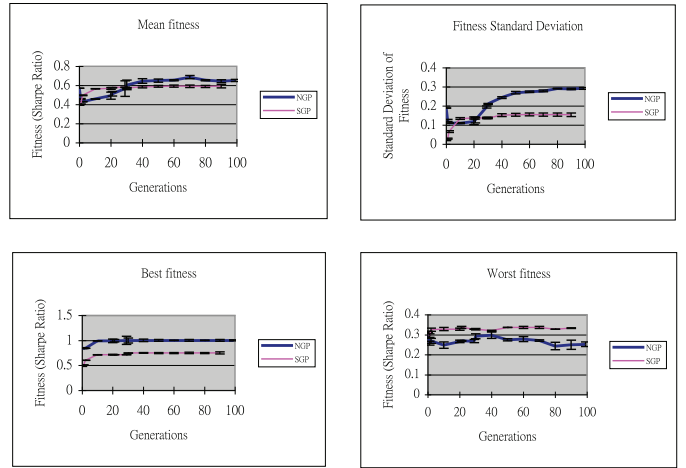 Mean fitness
Fitness (Sharpe Ratio)
0.8
0.6
0.4
0.2
0
0 20 40 60 80 100
Generations
NGP
SGP
Fitness Standard Deviation
Standard Deviation of
Fitness
0.4
0.3
0.2
0.1
0
0 20 40 60 80 100
Generations
NGP
SGP
Best fitness
Fitness (Sharpe Ratio)
1.5
1
0.5
0
0 20 40 60 80 100
Generations
NGP
SGP
Worst fitness
Fitness (Sharpe Ratio)
0.4
0.3
0.2
0.1
0
0 20 40 60 80 100
Generations
NGP
SGP